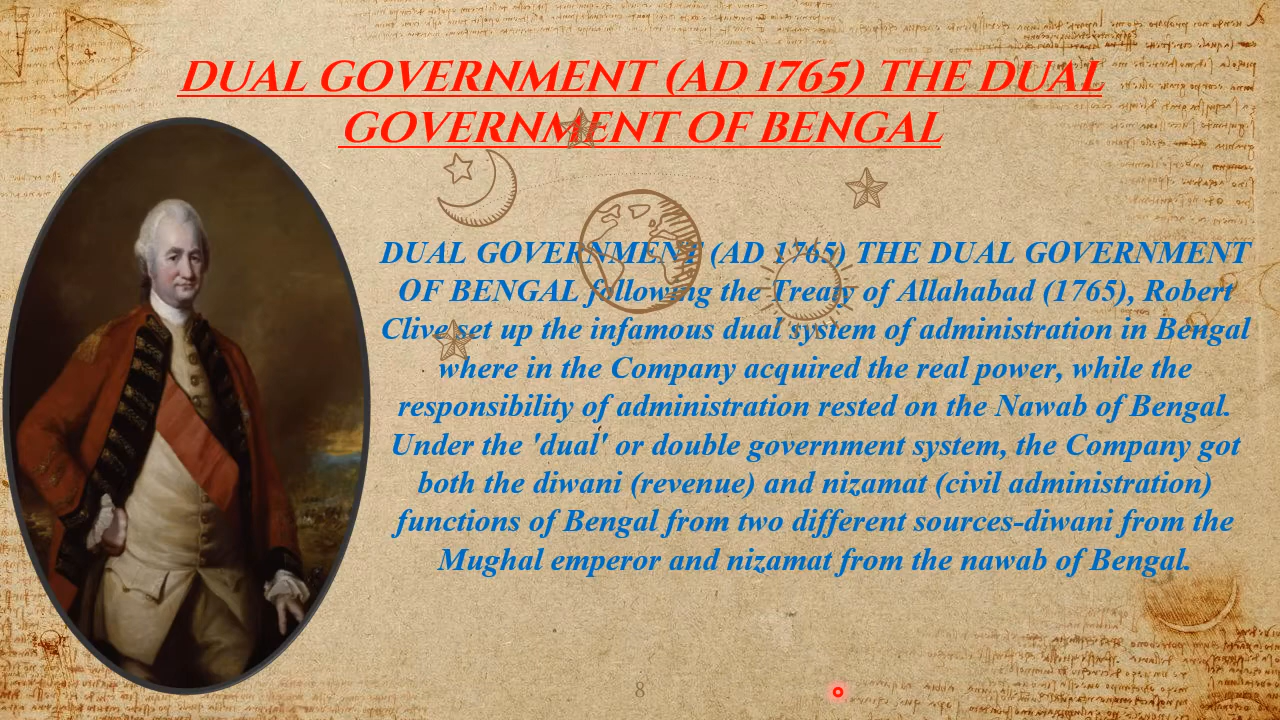 DUAL GOVERNMENT (AD 1765) THE DUAL
GOVERNMENT OF BENGAL
DUAL GOVERNMENT (AD 1765) THE DUAL GOVERNMENT
OF BENGAL following the Treaty of Allahabad (1765), Robert
Clive set up the infamous dual system of administration in Bengal
where in the Company acquired the real power, while the
responsibility of administration rested on the Nawab of Bengal.
Under the 'dual' or double government system, the Company got
both the diwani (revenue) and nizamat (civil administration)
functions of Bengal from two different sources-diwani from the
Mughal emperor and nizamat from the nawab of Bengal.
8